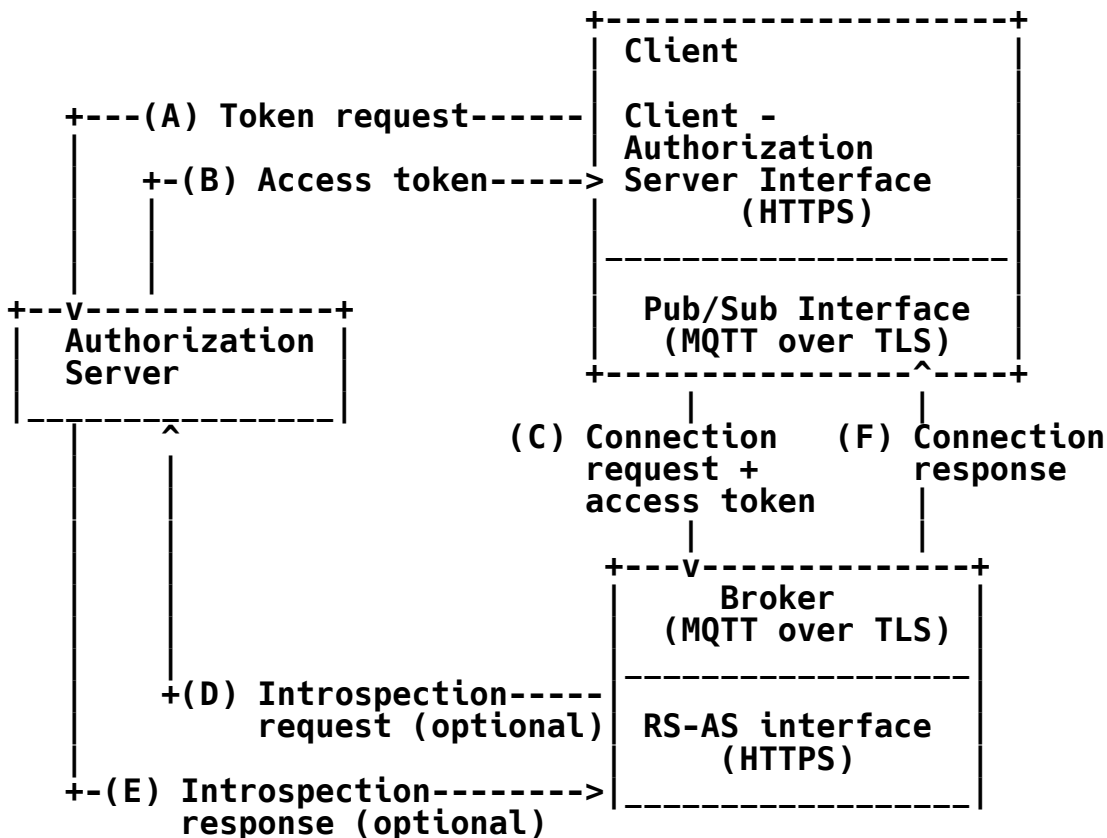 Client
(A) Token request
Client -
Authorization
(B) Access token
Server Interface
(HTTPS)
Pub/Sub Interface
(MQTT over TLS)
Authorization
Server
(C) Connection
request +
access token
(F) Connection
response
Broker
(MQTT over TLS)
(D) Introspection
request (optional)
RS-AS interface
(HTTPS)
(E) Introspection
response (optional)